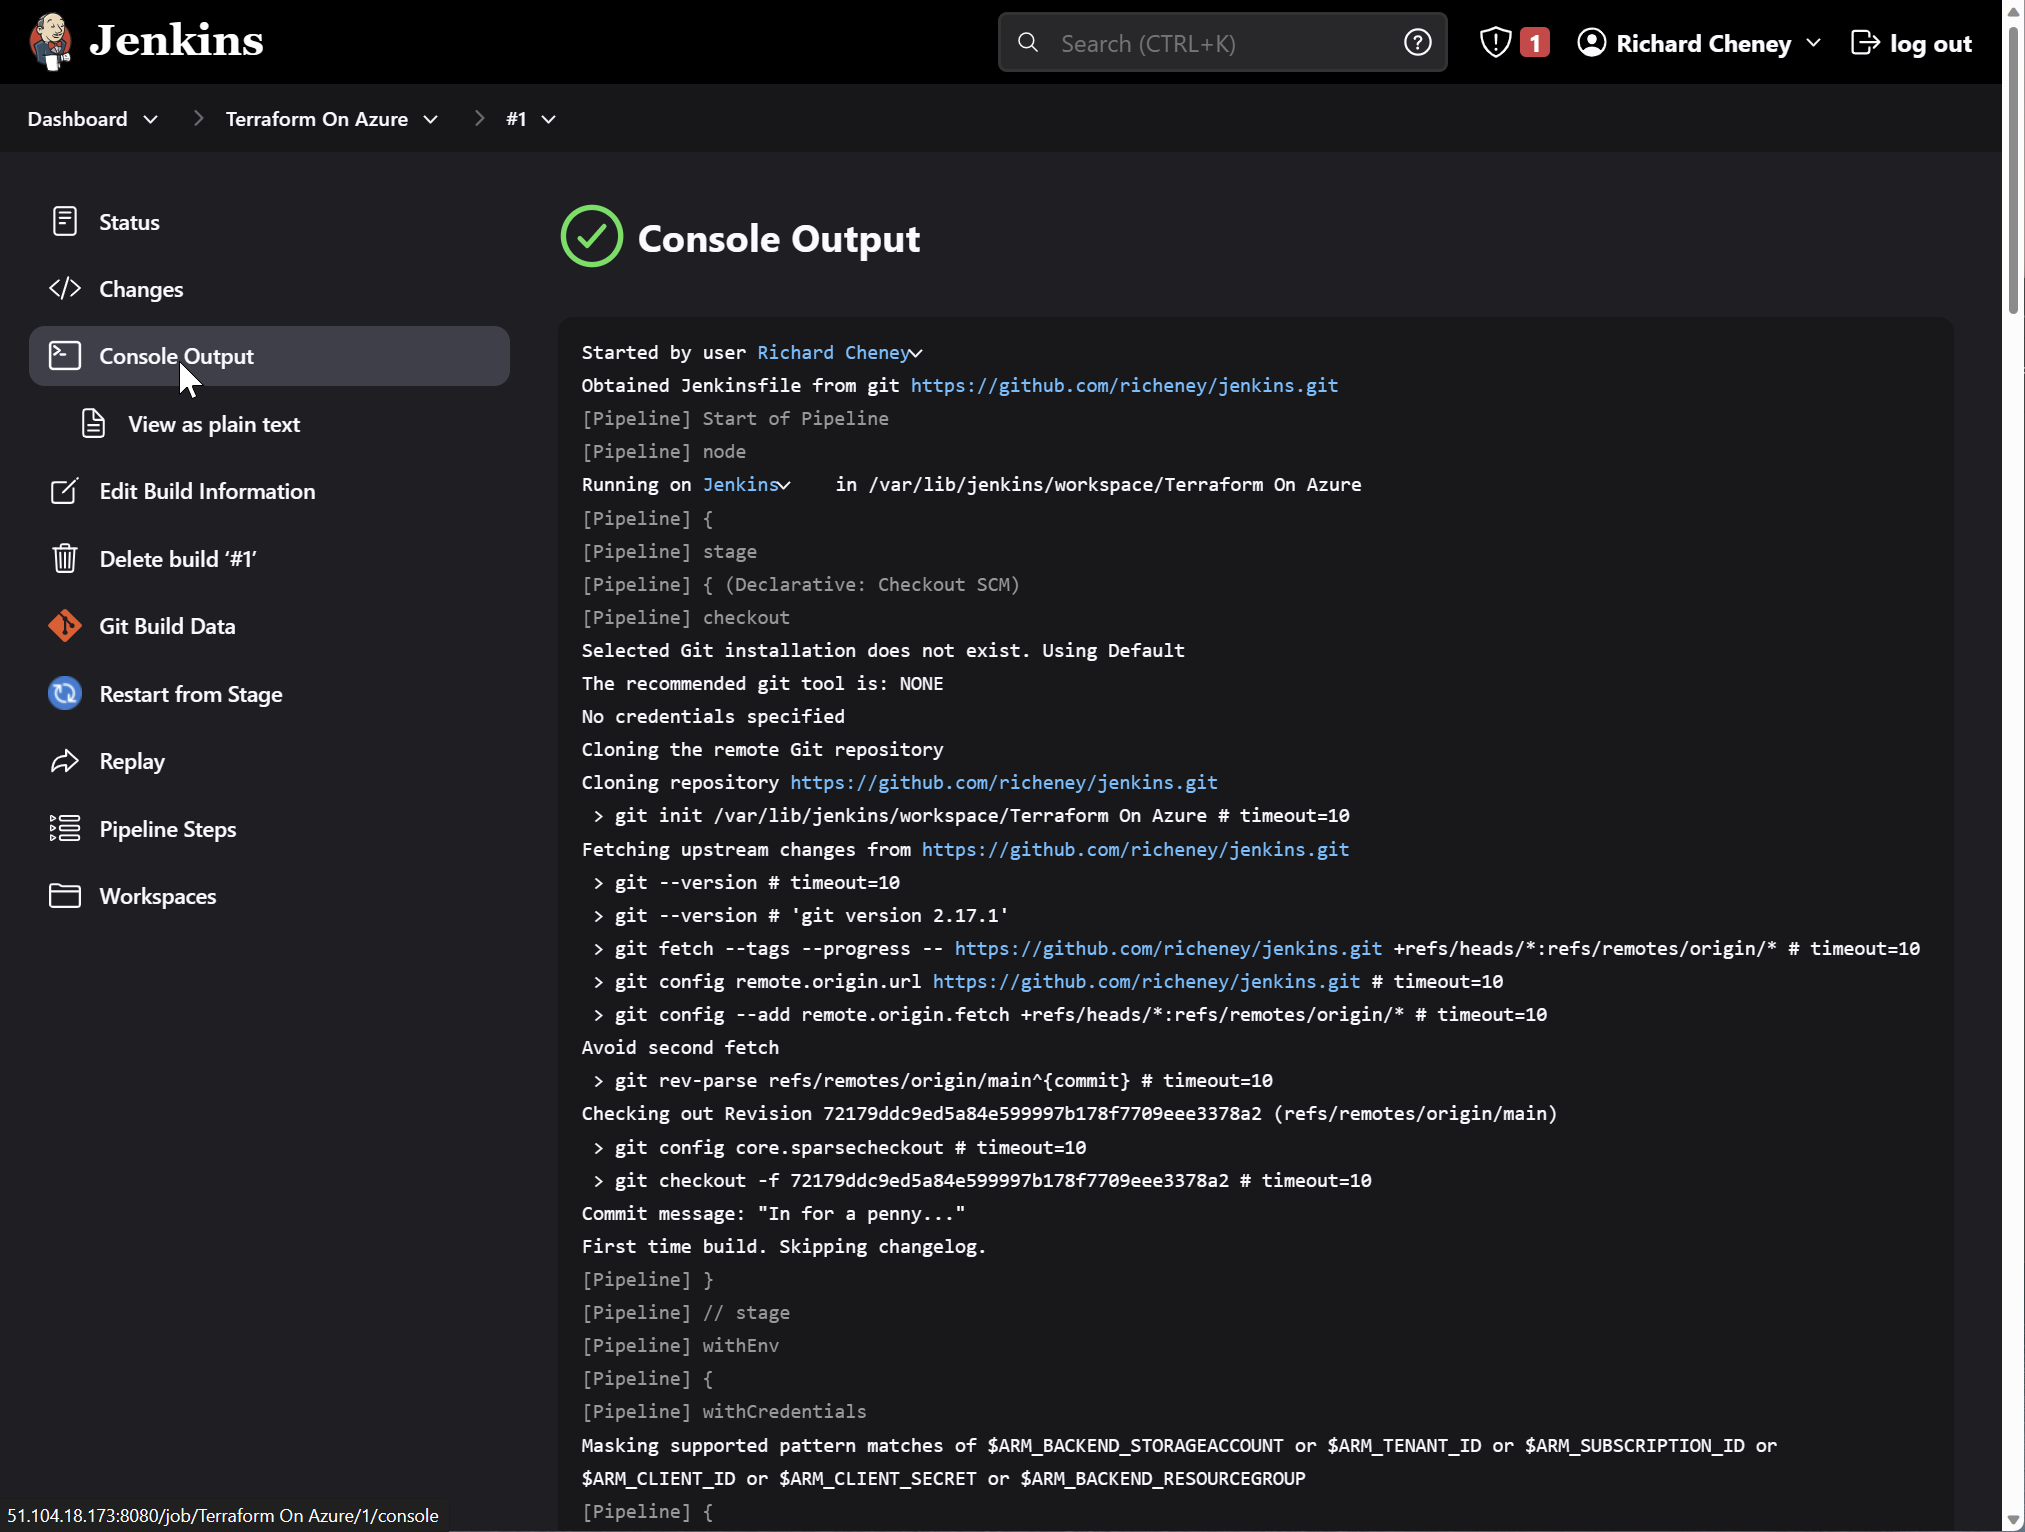 Jenkins
Search (CTRL+K)
1
Richard Cheney
log out
Dashboard
Terraform On Azure
#1
Status
Changes
Console Output
View as plain text
Edit Build Information
Delete build ‘#1’
Git Build Data
Restart from Stage
Replay
Pipeline Steps
Workspaces
Console Output
Started by user Richard Cheney
Obtained Jenkinsfile from git https://github.com/richeney/jenkins.git
[Pipeline] Start of Pipeline
[Pipeline] node
Running on Jenkins in /var/lib/jenkins/workspace/Terraform On Azure
[Pipeline] {
[Pipeline] stage
[Pipeline] { (Declarative: Checkout SCM)
[Pipeline] checkout
Selected Git installation does not exist. Using Default
The recommended git tool is: NONE
No credentials specified
Cloning the remote Git repository
Cloning repository https://github.com/richeney/jenkins.git
> git init /var/lib/jenkins/workspace/Terraform On Azure # timeout=10
Fetching upstream changes from https://github.com/richeney/jenkins.git
> git --version # timeout=10
> git --version # 'git version 2.17.1'
> git fetch --tags --progress -- https://github.com/richeney/jenkins.git +refs/heads/*:refs/remotes/origin/* # timeout=10
> git config remote.origin.url https://github.com/richeney/jenkins.git # timeout=10
> git config --add remote.origin.fetch +refs/heads/*:refs/remotes/origin/* # timeout=10
Avoid second fetch
> git rev-parse refs/remotes/origin/main^{commit} # timeout=10
Checking out Revision 72179ddc9ed5a84e599997b178f7709eee3378a2 (refs/remotes/origin/main)
> git config core.sparsecheckout # timeout=10
> git checkout -f 72179ddc9ed5a84e599997b178f7709eee3378a2 # timeout=10
Commit message: "In for a penny..."
First time build. Skipping changelog.
[Pipeline] }
[Pipeline] // stage
[Pipeline] withEnv
[Pipeline] {
[Pipeline] withCredentials
Masking supported pattern matches of $ARM_BACKEND_STORAGEACCOUNT or $ARM_TENANT_ID or $ARM_SUBSCRIPTION_ID or
$ARM_CLIENT_ID or $ARM_CLIENT_SECRET or $ARM_BACKEND_RESOURCEGROUP
[Pipeline] {
51.104.18.173:8080/job/Terraform On Azure/1/console